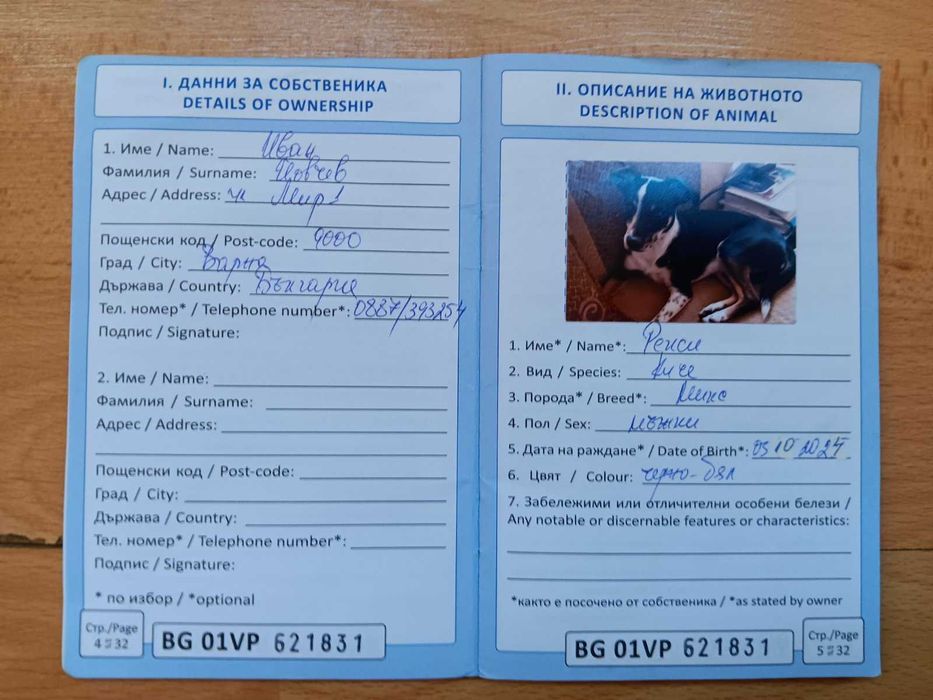 I. ДАННИ ЗА СОБСТВЕНИКА
DETAILS OF OWNERSHIP
1. Име / Name: Иван
Фамилия / Surname:
Адрес / Address: ул Мир 1
Пощенски код / Post-code: 9000
Град / City: Варна
Държава / Country: България
Тел. номер* / Telephone number*: 0887/393254
Подпис / Signature:
2. Име / Name:
Фамилия / Surname:
Адрес / Address:
Пощенски код / Post-code:
Град / City:
Държава / Country:
Тел. номер* / Telephone number*:
Подпис / Signature:
* по избор / *optional
Стр./Page
4 от/of 32
BG 01VP 621831
II. ОПИСАНИЕ НА ЖИВОТНОТО
DESCRIPTION OF ANIMAL
1. Име* / Name*: Рекси
2. Вид / Species: Куче
3. Порода* / Breed*: Микс
4. Пол / Sex: мъжки
5. Дата на раждане* / Date of Birth*: 03 10 2024
6. Цвят / Colour: черно-бял
7. Забележими или отличителни особени белези /
Any notable or discernable features or characteristics:
*както е посочено от собственика / *as stated by owner
BG 01VP 621831
Стр./Page
5 от/of 32